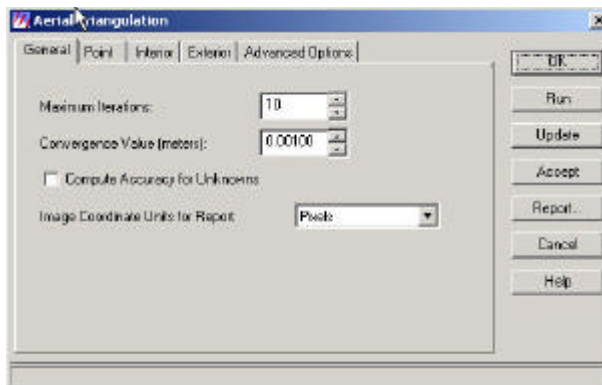 Aerial Triangulation
General Point Interior Exterior Advanced Options
OK
Maximum Iterations: 10
Run
Convergence Value (meters): 0.00100
Update
Compute Accuracy for Unknowns
Accept
Image Coordinate Units for Report Pixels
Report...
Cancel
Help